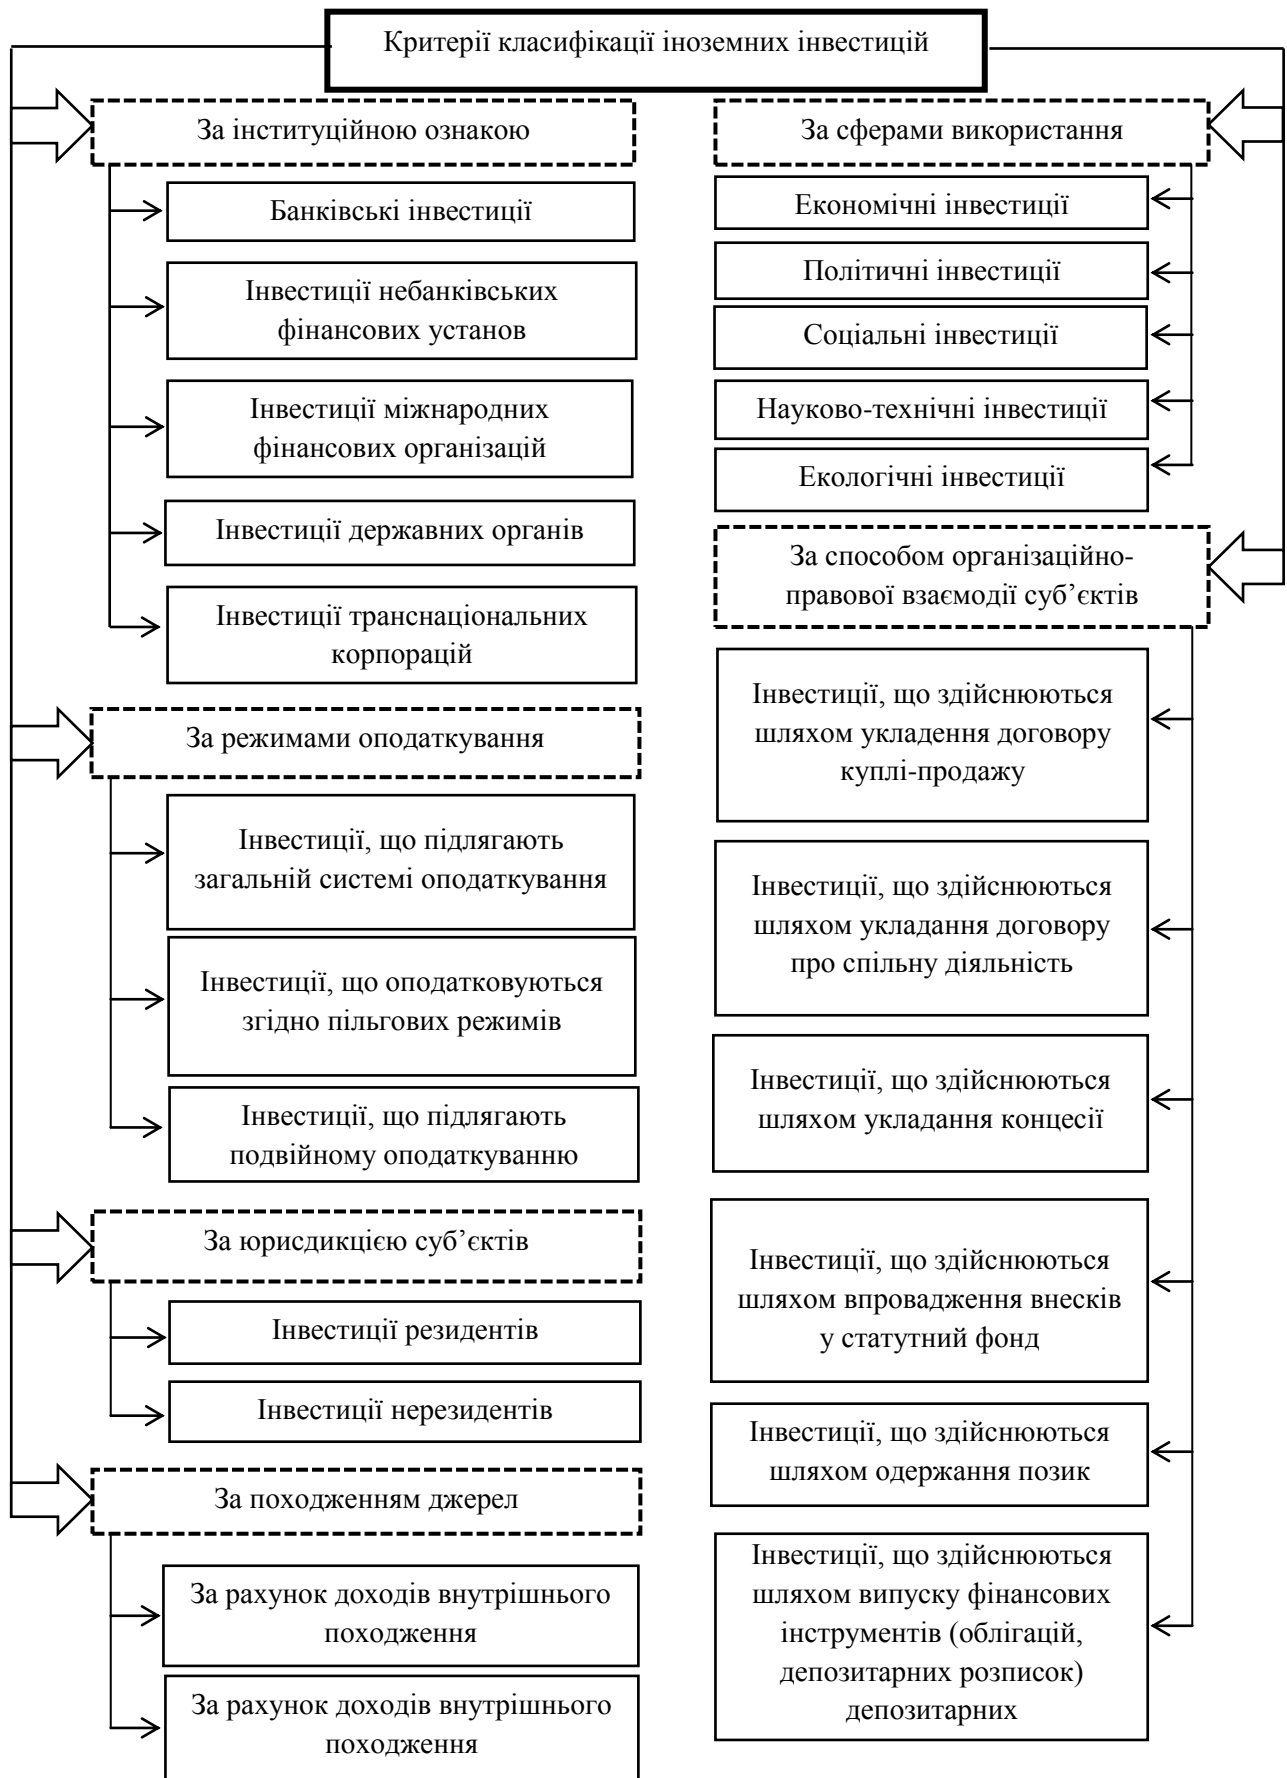 Критерії класифікації іноземних інвестицій
За інституційною ознакою
Банківські інвестиції
Інвестиції небанківських
фінансових установ
Інвестиції міжнародних
фінансових організацій
Інвестиції державних органів
Інвестиції транснаціональних
корпорацій
За режимами оподаткування
Інвестиції, що підлягають
загальній системі оподаткування
Інвестиції, що оподатковуються
згідно пільгових режимів
Інвестиції, що підлягають
подвійному оподаткуванню
За юрисдикцією суб’єктів
Інвестиції резидентів
Інвестиції нерезидентів
За походженням джерел
За рахунок доходів внутрішнього
походження
За рахунок доходів внутрішнього
походження
За сферами використання
Економічні інвестиції
Політичні інвестиції
Соціальні інвестиції
Науково-технічні інвестиції
Екологічні інвестиції
За способом організаційно-
правової взаємодії суб’єктів
Інвестиції, що здійснюються
шляхом укладення договору
куплі-продажу
Інвестиції, що здійснюються
шляхом укладання договору
про спільну діяльність
Інвестиції, що здійснюються
шляхом укладання концесії
Інвестиції, що здійснюються
шляхом впровадження внесків
у статутний фонд
Інвестиції, що здійснюються
шляхом одержання позик
Інвестиції, що здійснюються
шляхом випуску фінансових
інструментів (облігацій,
депозитарних розписок)
депозитарних